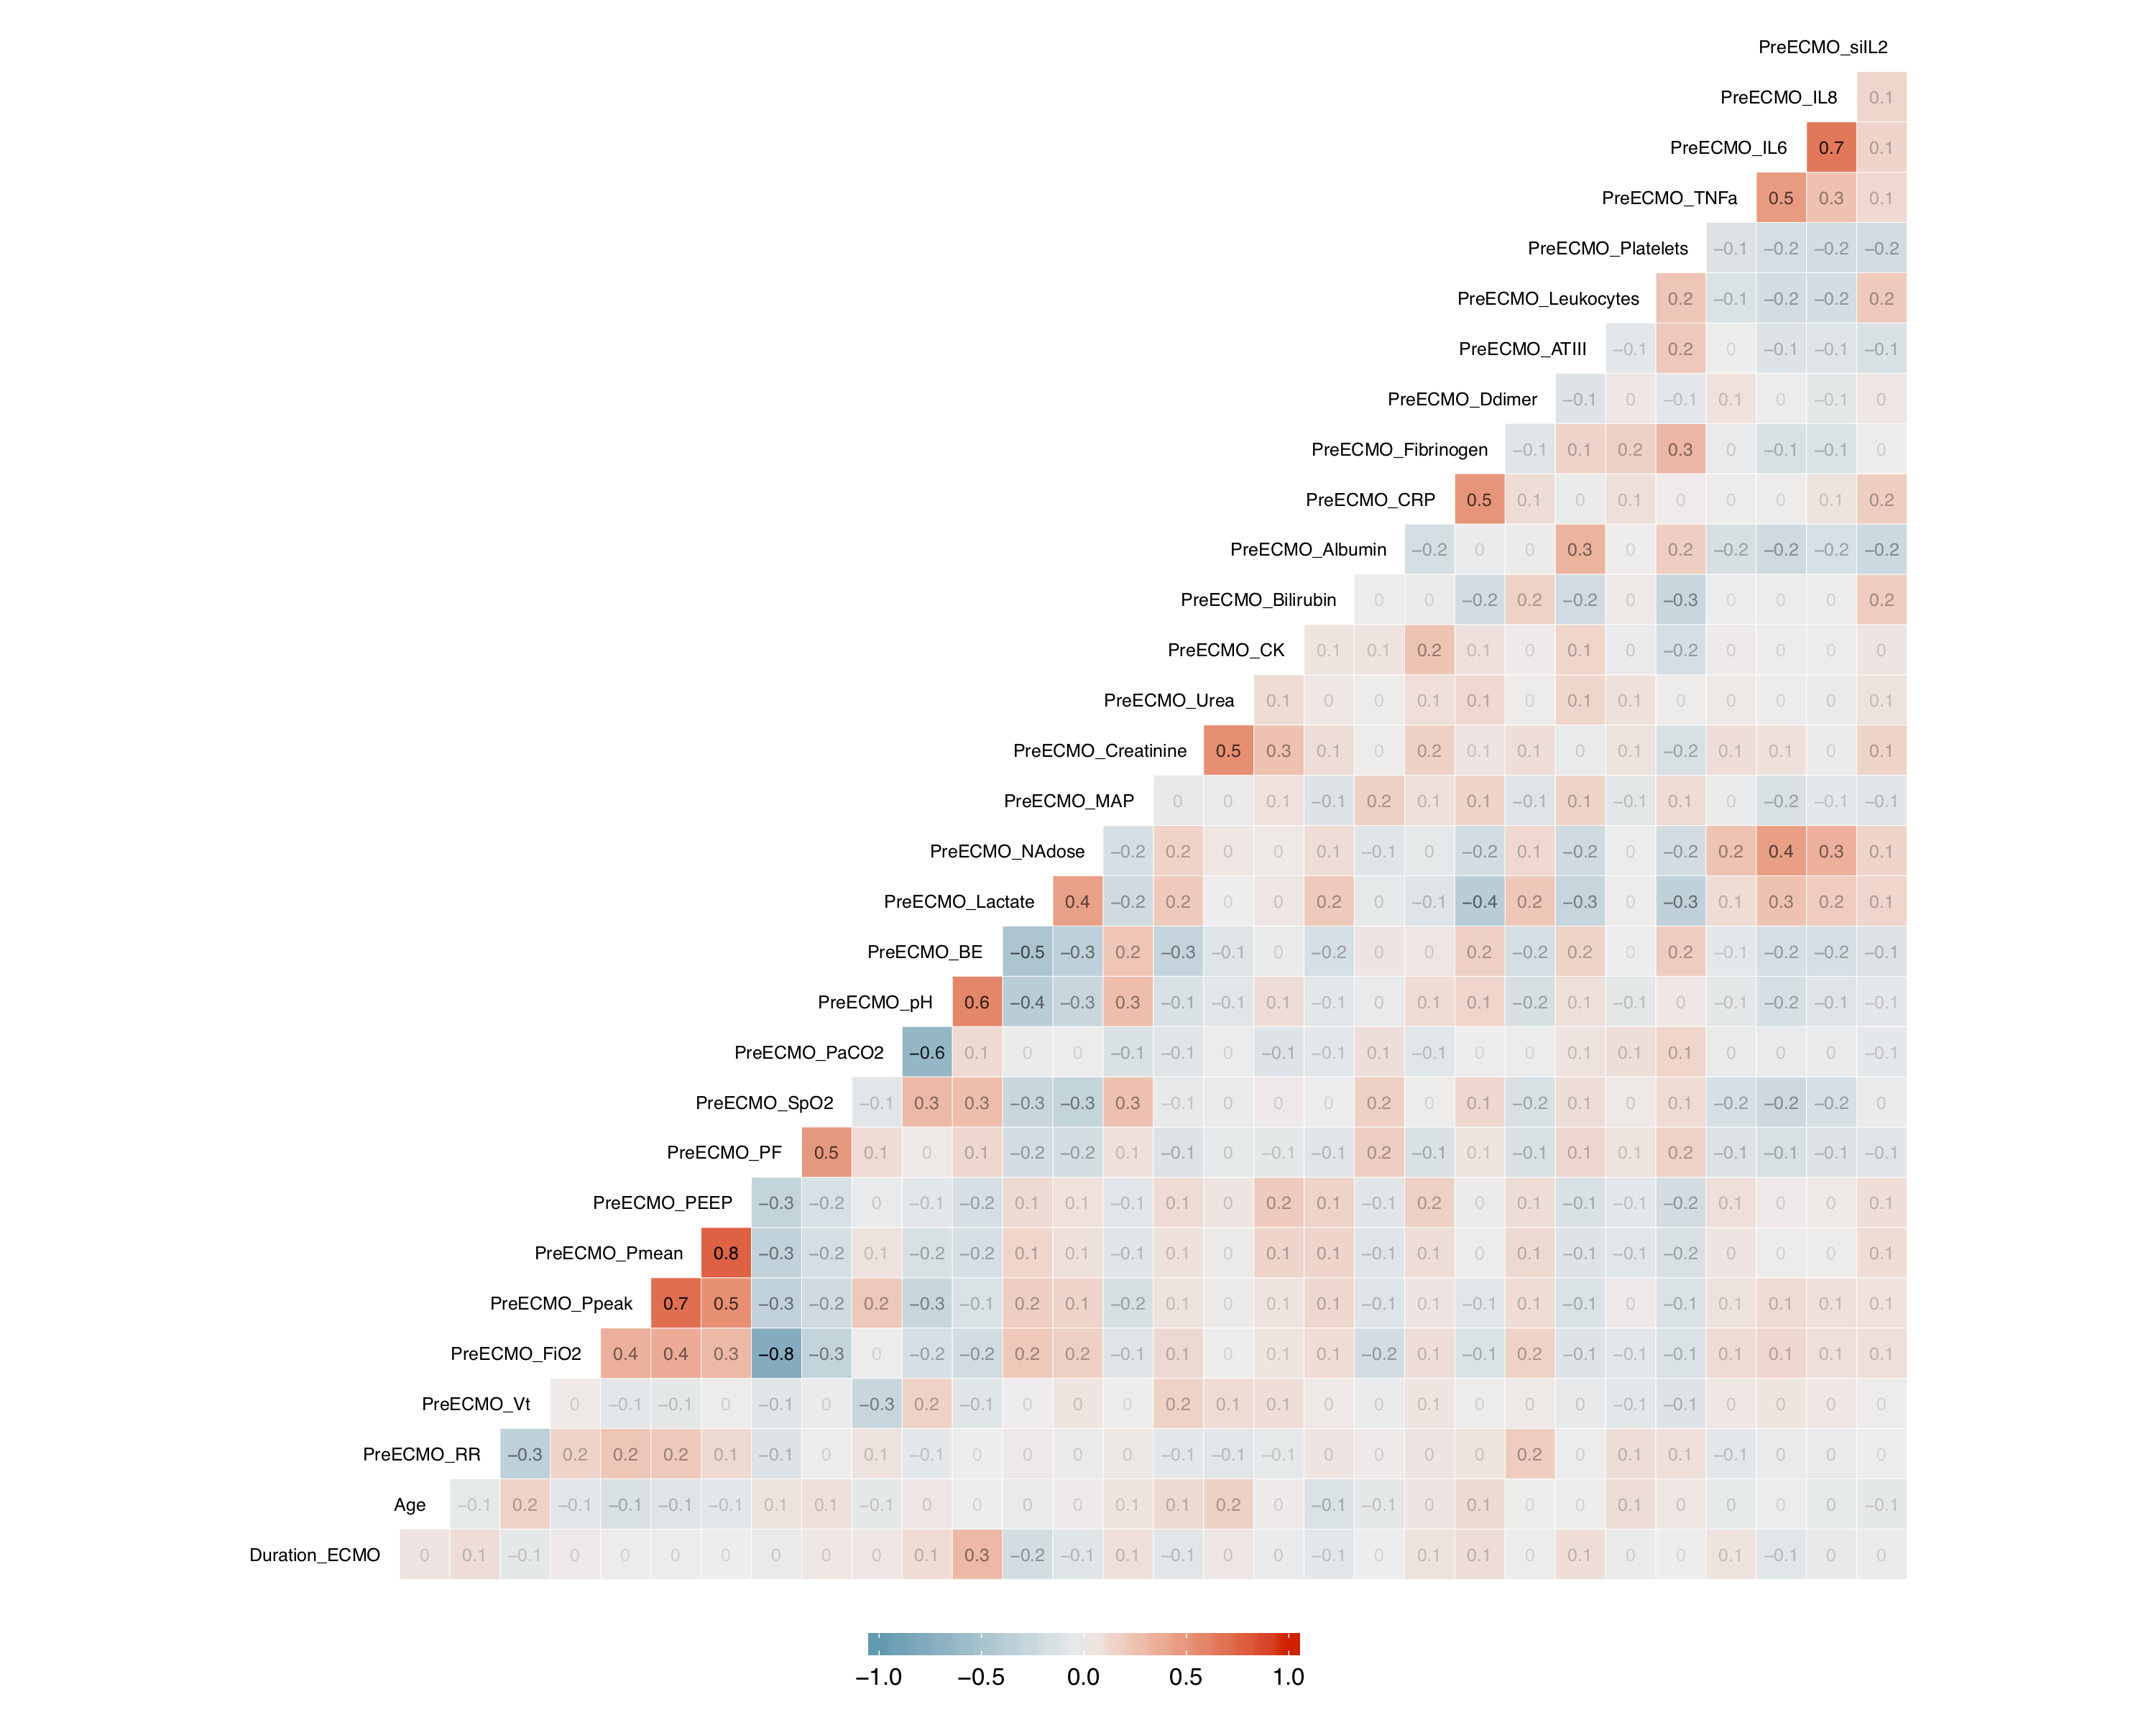 PreECMO_siIL2
PreECMO_IL8 0.1
PreECMO_IL6 0.7 0.1
PreECMO_TNFa 0.5 0.3 0.1
PreECMO_Platelets −0.1 −0.2 −0.2 −0.2
PreECMO_Leukocytes 0.2 −0.1 −0.2 −0.2 0.2
PreECMO_ATIII −0.1 0.2 0 −0.1 −0.1 −0.1
PreECMO_Ddimer −0.1 0 −0.1 0.1 0 −0.1 0
PreECMO_Fibrinogen −0.1 0.1 0.2 0.3 0 −0.1 −0.1 0
PreECMO_CRP 0.5 0.1 0 0.1 0 0 0 0.1 0.2
PreECMO_Albumin −0.2 0 0 0.3 0 0.2 −0.2 −0.2 −0.2 −0.2
PreECMO_Bilirubin 0 0 −0.2 0.2 −0.2 0 −0.3 0 0 0 0.2
PreECMO_CK 0.1 0.1 0.2 0.1 0 0.1 0 −0.2 0 0 0 0
PreECMO_Urea 0.1 0 0 0.1 0.1 0 0.1 0.1 0 0 0 0 0.1
PreECMO_Creatinine 0.5 0.3 0.1 0 0.2 0.1 0.1 0 0.1 −0.2 0.1 0.1 0 0.1
PreECMO_MAP 0 0 0.1 −0.1 0.2 0.1 0.1 −0.1 0.1 −0.1 0.1 0 −0.2 −0.1 −0.1
PreECMO_NAdose −0.2 0.2 0 0 0.1 −0.1 0 −0.2 0.1 −0.2 0 −0.2 0.2 0.4 0.3 0.1
PreECMO_Lactate 0.4 −0.2 0.2 0 0 0.2 0 −0.1 −0.4 0.2 −0.3 0 −0.3 0.1 0.3 0.2 0.1
PreECMO_BE −0.5 −0.3 0.2 −0.3 −0.1 0 −0.2 0 0 0.2 −0.2 0.2 0 0.2 −0.1 −0.2 −0.2 −0.1
PreECMO_pH 0.6 −0.4 −0.3 0.3 −0.1 −0.1 0.1 −0.1 0 0.1 0.1 −0.2 0.1 −0.1 0 −0.1 −0.2 −0.1 −0.1
PreECMO_PaCO2 −0.6 0.1 0 0 −0.1 −0.1 0 −0.1 −0.1 0.1 −0.1 0 0 0.1 0.1 0.1 0 0 0 −0.1
PreECMO_SpO2 −0.1 0.3 0.3 −0.3 −0.3 0.3 −0.1 0 0 0 0.2 0 0.1 −0.2 0.1 0 0.1 −0.2 −0.2 −0.2 0
PreECMO_PF 0.5 0.1 0 0.1 −0.2 −0.2 0.1 −0.1 0 −0.1 −0.1 0.2 −0.1 0.1 −0.1 0.1 0.1 0.2 −0.1 −0.1 −0.1 −0.1
PreECMO_PEEP −0.3 −0.2 0 −0.1 −0.2 0.1 0.1 −0.1 0.1 0 0.2 0.1 −0.1 0.2 0 0.1 −0.1 −0.1 −0.2 0.1 0 0 0.1
PreECMO_Pmean 0.8 −0.3 −0.2 0.1 −0.2 −0.2 0.1 0.1 −0.1 0.1 0 0.1 0.1 −0.1 0.1 0 0.1 −0.1 −0.1 −0.2 0 0 0 0.1
PreECMO_Ppeak 0.7 0.5 −0.3 −0.2 0.2 −0.3 −0.1 0.2 0.1 −0.2 0.1 0 0.1 0.1 −0.1 0.1 −0.1 0.1 −0.1 0 −0.1 0.1 0.1 0.1 0.1
PreECMO_FiO2 0.4 0.4 0.3 −0.8 −0.3 0 −0.2 −0.2 0.2 0.2 −0.1 0.1 0 0.1 0.1 −0.2 0.1 −0.1 0.2 −0.1 −0.1 −0.1 0.1 0.1 0.1 0.1
PreECMO_Vt 0 −0.1 −0.1 0 −0.1 0 −0.3 0.2 −0.1 0 0 0 0.2 0.1 0.1 0 0 0.1 0 0 0 −0.1 −0.1 0 0 0 0
PreECMO_RR −0.3 0.2 0.2 0.2 0.1 −0.1 0 0.1 −0.1 0 0 0 0 −0.1 −0.1 −0.1 0 0 0 0 0.2 0 0.1 0.1 −0.1 0 0 0
Age −0.1 0.2 −0.1 −0.1 −0.1 −0.1 0.1 0.1 −0.1 0 0 0 0 0.1 0.1 0.2 0 −0.1 −0.1 0 0.1 0 0 0.1 0 0 0 0 −0.1
Duration_ECMO 0 0.1 −0.1 0 0 0 0 0 0 0 0.1 0.3 −0.2 −0.1 0.1 −0.1 0 0 −0.1 0 0.1 0.1 0 0.1 0 0 0.1 −0.1 0 0
−1.0 −0.5 0.0 0.5 1.0